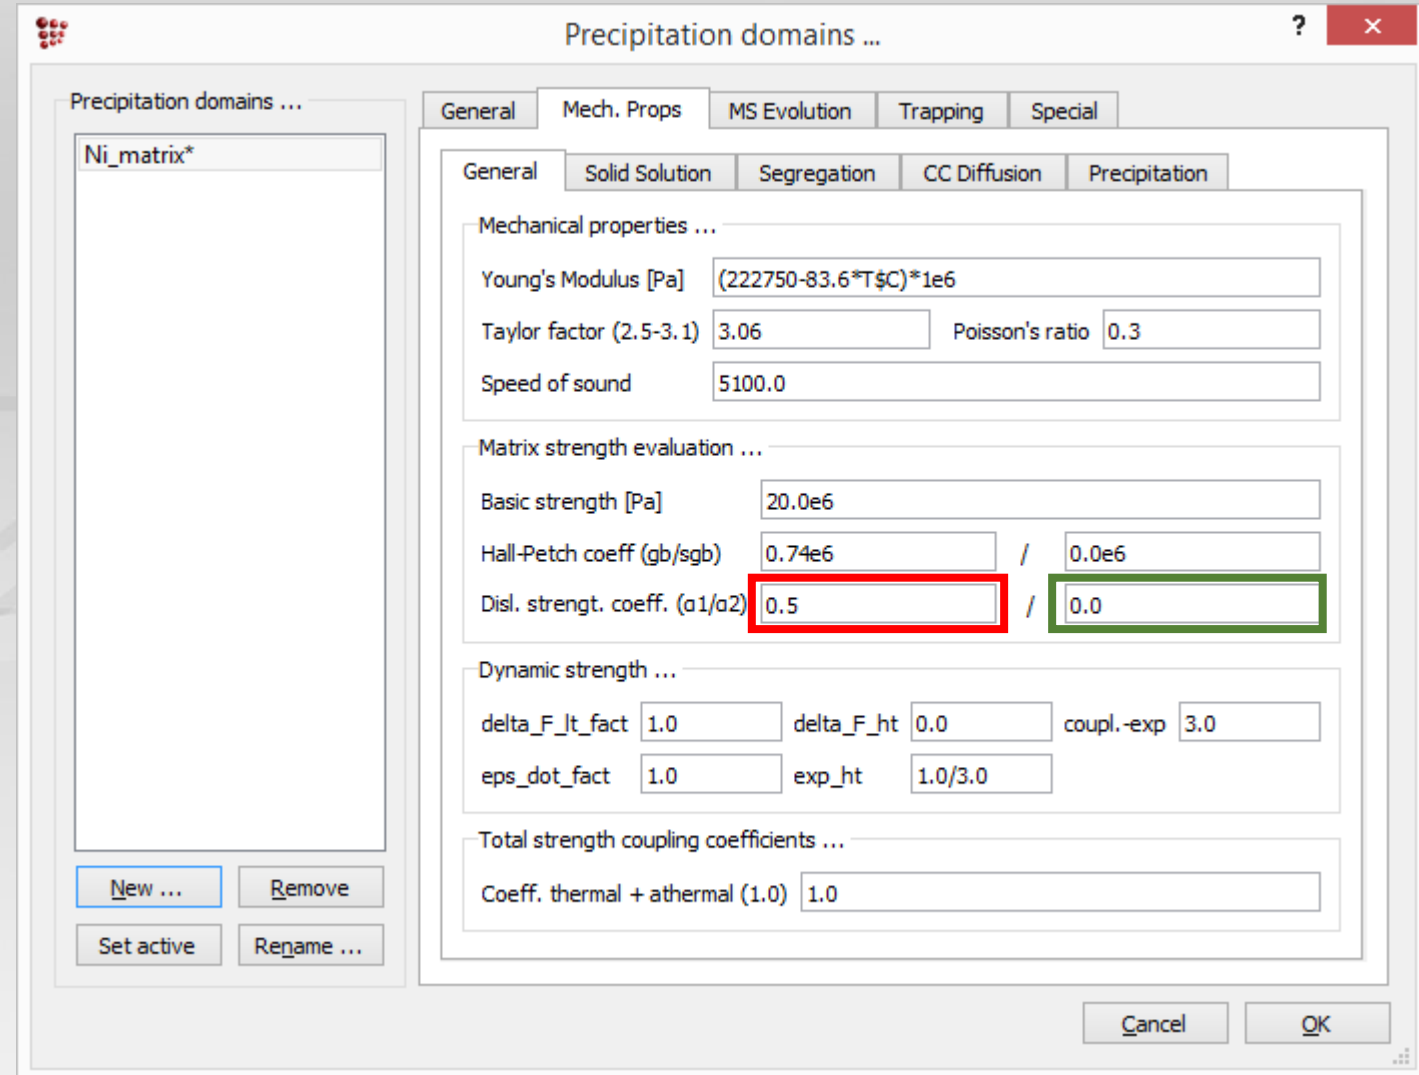 Precipitation domains ...
?
Precipitation domains ...
Ni_matrix*
New ...
Remove
Set active
Rename ...
General
Mech. Props
MS Evolution
Trapping
Special
General
Solid Solution
Segregation
CC Diffusion
Precipitation
Mechanical properties ...
Young's Modulus [Pa] (222750-83.6*T$C)*1e6
Taylor factor (2.5-3.1) 3.06 Poisson's ratio 0.3
Speed of sound 5100.0
Matrix strength evaluation ...
Basic strength [Pa] 20.0e6
Hall-Petch coeff (gb/sgb) 0.74e6 / 0.0e6
Disl. strengt. coeff. (α1/α2) 0.5 / 0.0
Dynamic strength ...
delta_F_lt_fact 1.0 delta_F_ht 0.0 coupl.-exp 3.0
eps_dot_fact 1.0 exp_ht 1.0/3.0
Total strength coupling coefficients ...
Coeff. thermal + athermal (1.0) 1.0
Cancel
OK